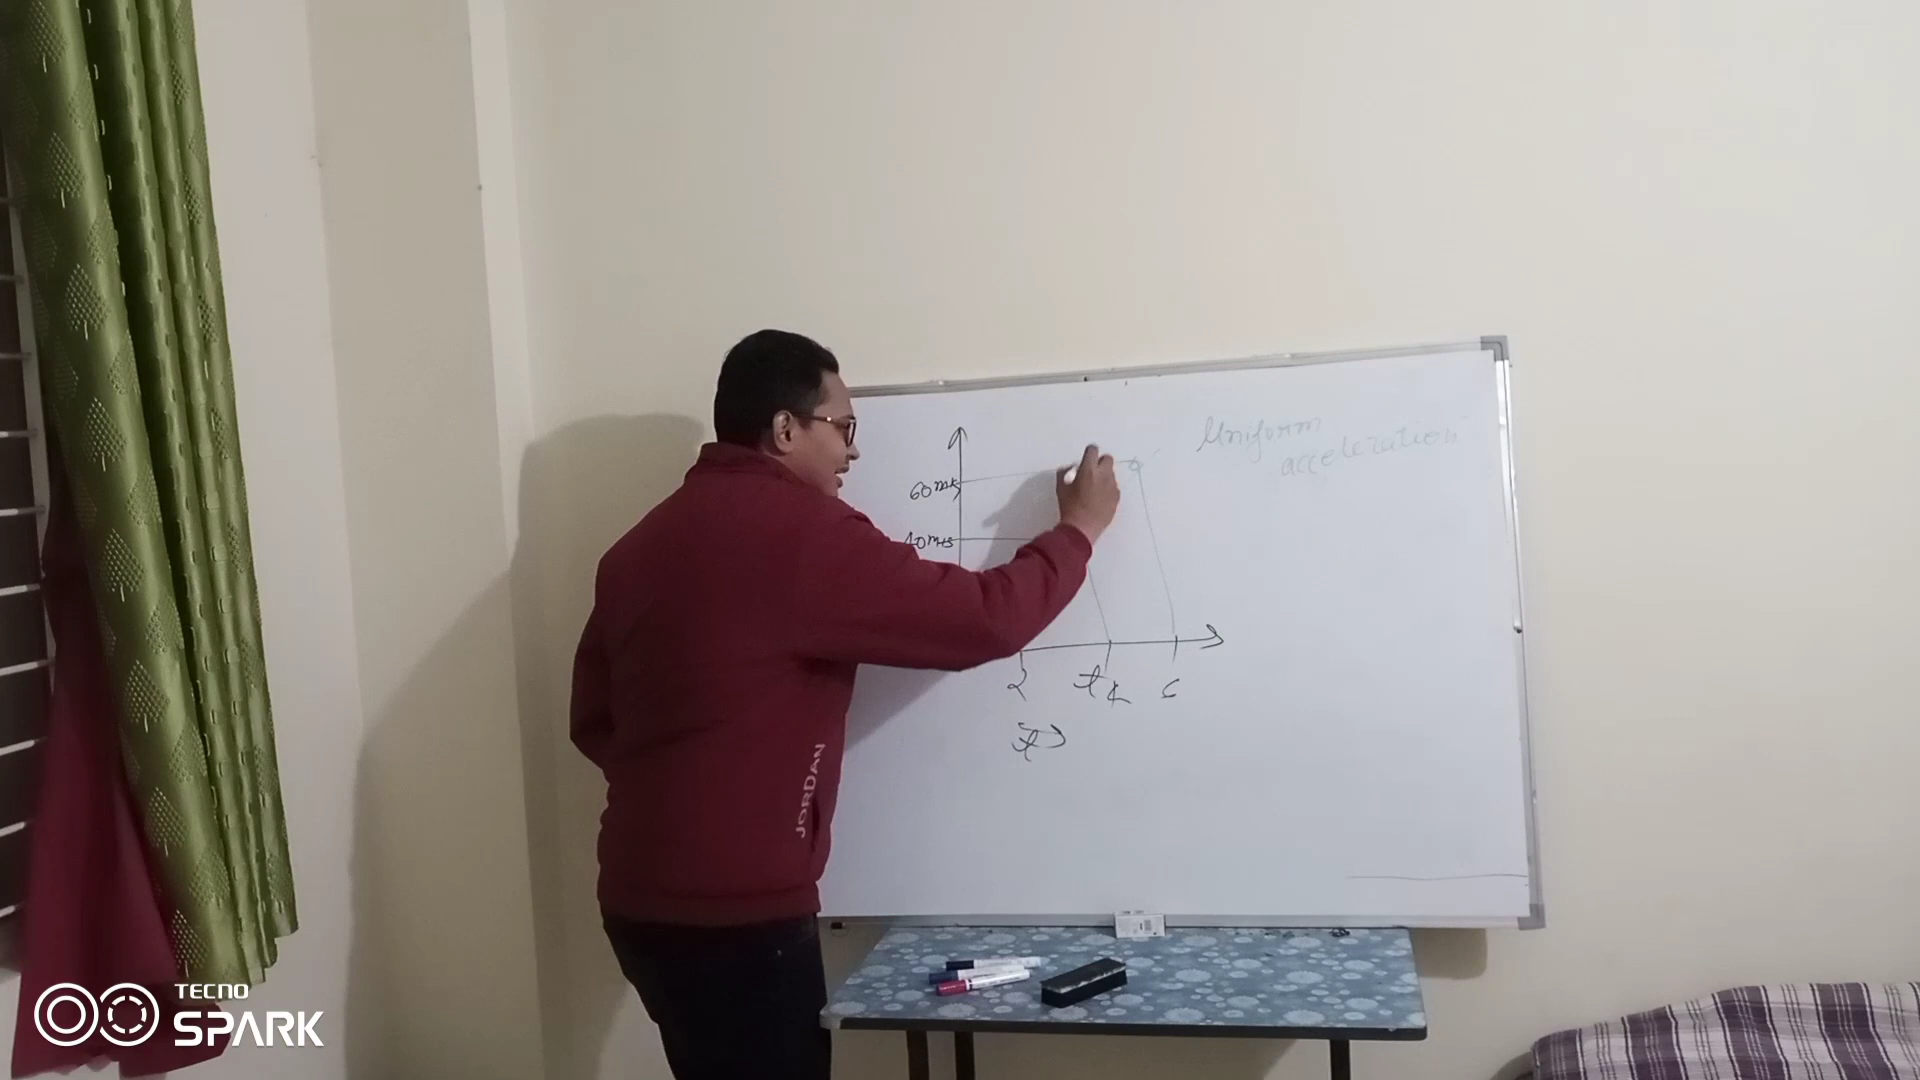 Uniform
acceleration
60m/s
40m/s
2 t 4 6
t
JORDAN
TECNO
SPARK